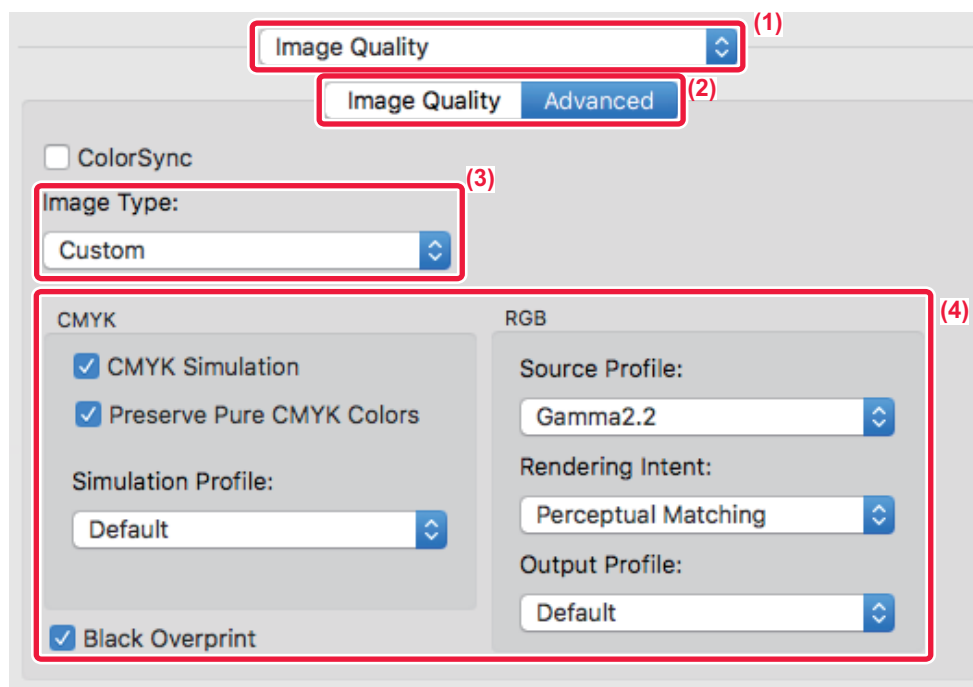 (1)
Image Quality
(2)
Image Quality Advanced
ColorSync
(3)
Image Type:
Custom
(4)
CMYK
CMYK Simulation
Preserve Pure CMYK Colors
Simulation Profile:
Default
Black Overprint
RGB
Source Profile:
Gamma2.2
Rendering Intent:
Perceptual Matching
Output Profile:
Default